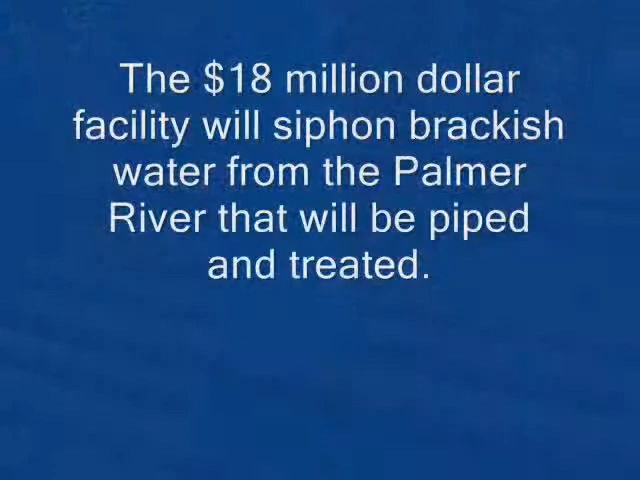 The $18 million dollar
facility will siphon brackish
water from the Palmer
River that will be piped
and treated.